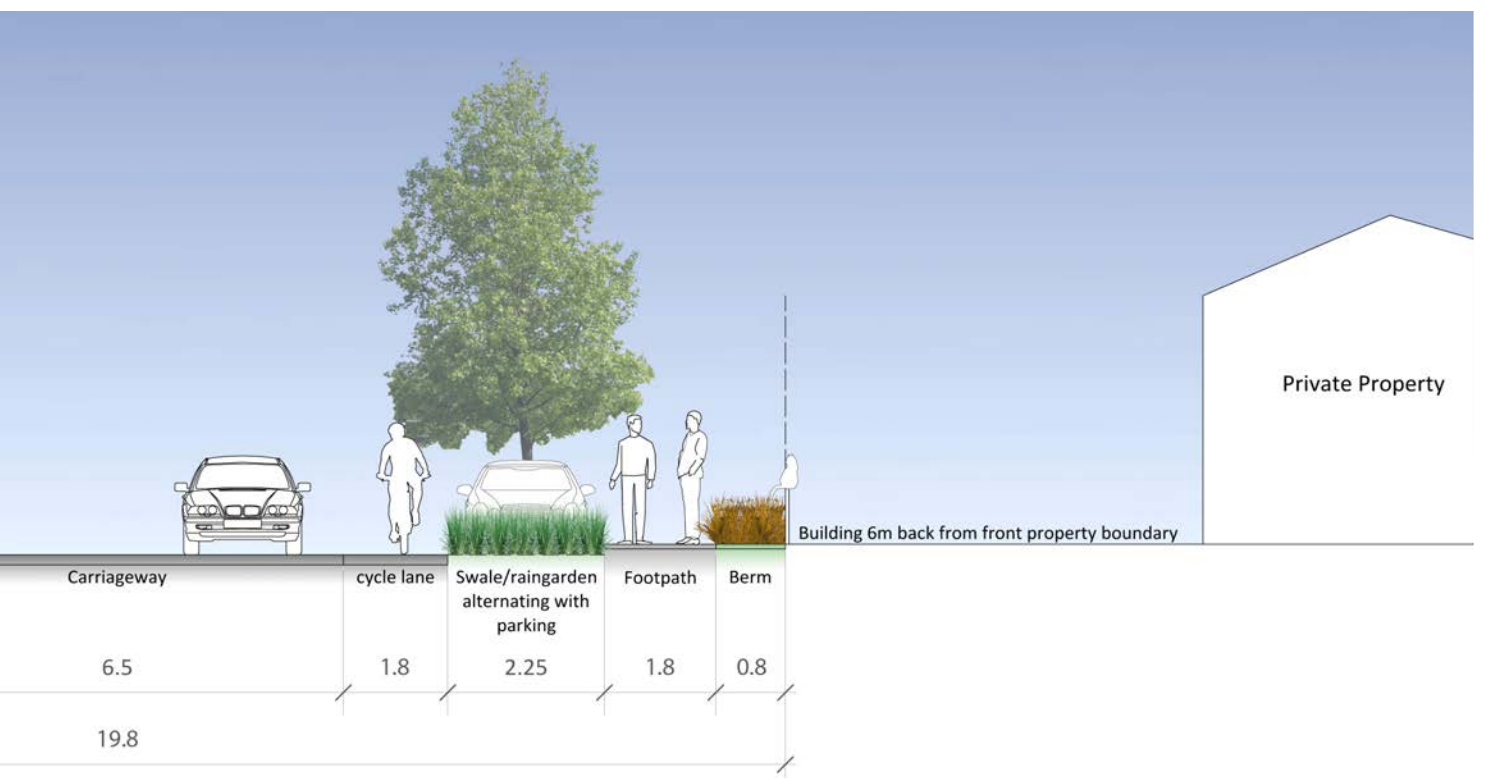 Private Property
Building 6m back from front property boundary
Carriageway
cycle lane
Swale/raingarden
alternating with
parking
Footpath
Berm
6.5
1.8
2.25
1.8
0.8
19.8